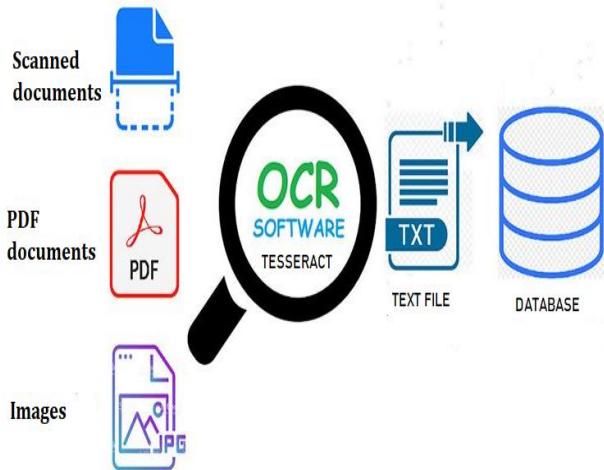 Scanned
documents
PDF
documents
PDF
Images
JPG
OCR
SOFTWARE
TESSERACT
TXT
TEXT FILE
DATABASE